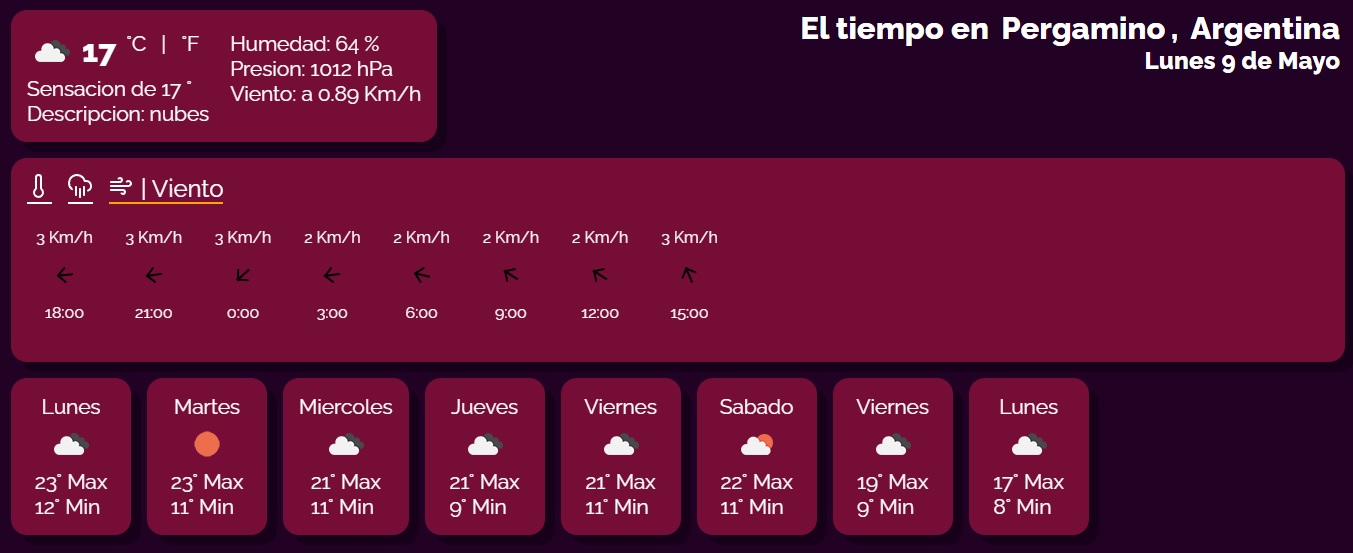 17 °C | °F
Sensacion de 17 °
Descripcion: nubes
Humedad: 64 %
Presion: 1012 hPa
Viento: a 0.89 Km/h
El tiempo en Pergamino , Argentina
Lunes 9 de Mayo
| Viento
3 Km/h 3 Km/h 3 Km/h 2 Km/h 2 Km/h 2 Km/h 2 Km/h 3 Km/h
18:00 21:00 0:00 3:00 6:00 9:00 12:00 15:00
Lunes Martes Miercoles Jueves Viernes Sabado Viernes Lunes
23° Max 23° Max 21° Max 21° Max 21° Max 22° Max 19° Max 17° Max
12° Min 11° Min 11° Min 9° Min 11° Min 11° Min 9° Min 8° Min